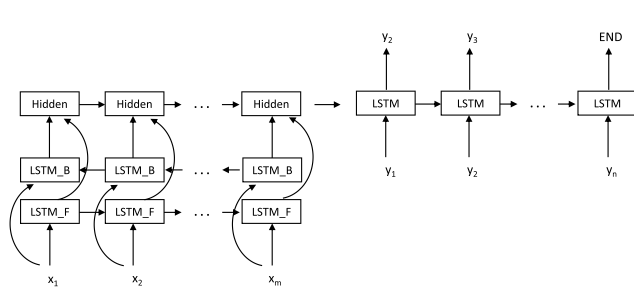 y2 y3 END
Hidden Hidden ... Hidden LSTM LSTM ... LSTM
LSTM_B LSTM_B ... LSTM_B y1 y2 yn
LSTM_F LSTM_F ... LSTM_F
x1 x2 xm